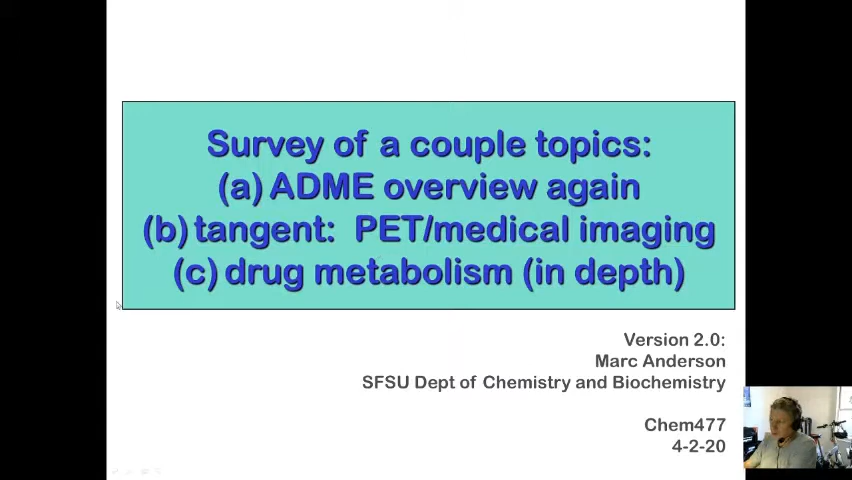 Survey of a couple topics:
(a) ADME overview again
(b) tangent:  PET/medical imaging
(c) drug metabolism (in depth)
Version 2.0:
Marc Anderson
SFSU Dept of Chemistry and Biochemistry
Chem477
4-2-20